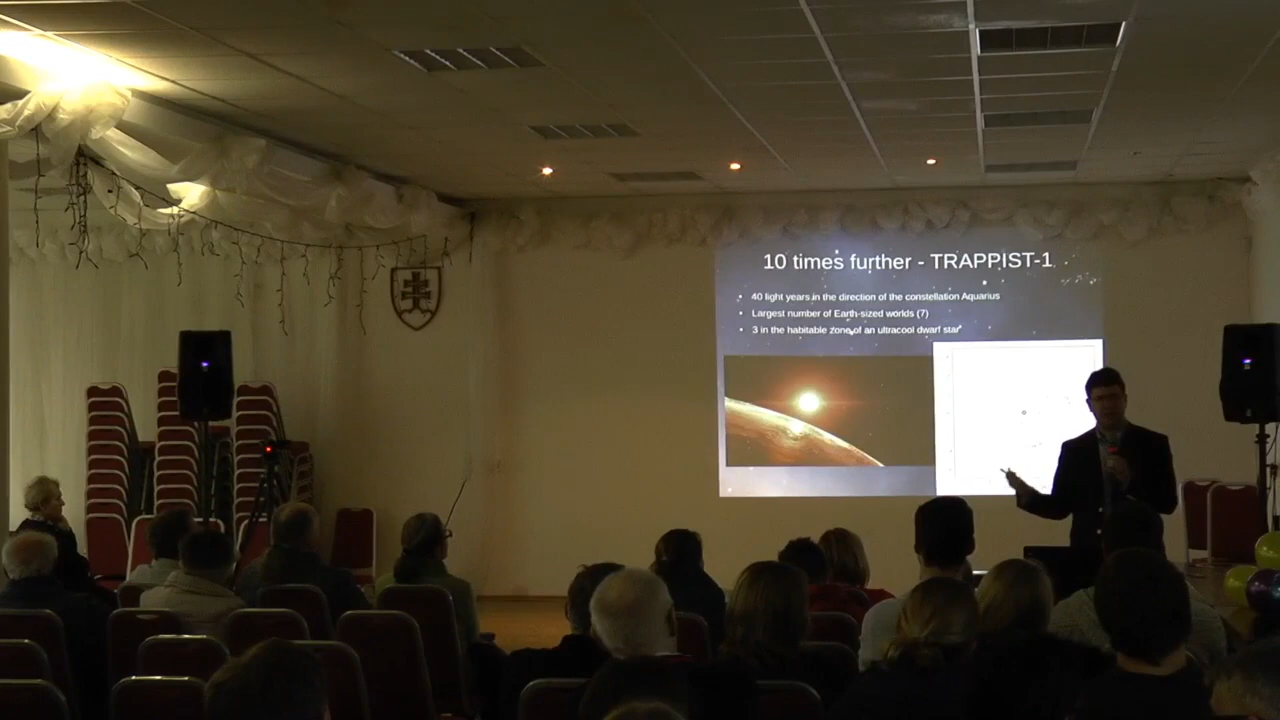 10 times further - TRAPPIST-1
40 light years in the direction of the constellation Aquarius
Largest number of Earth-sized worlds (7)
3 in the habitable zone of an ultracool dwarf star